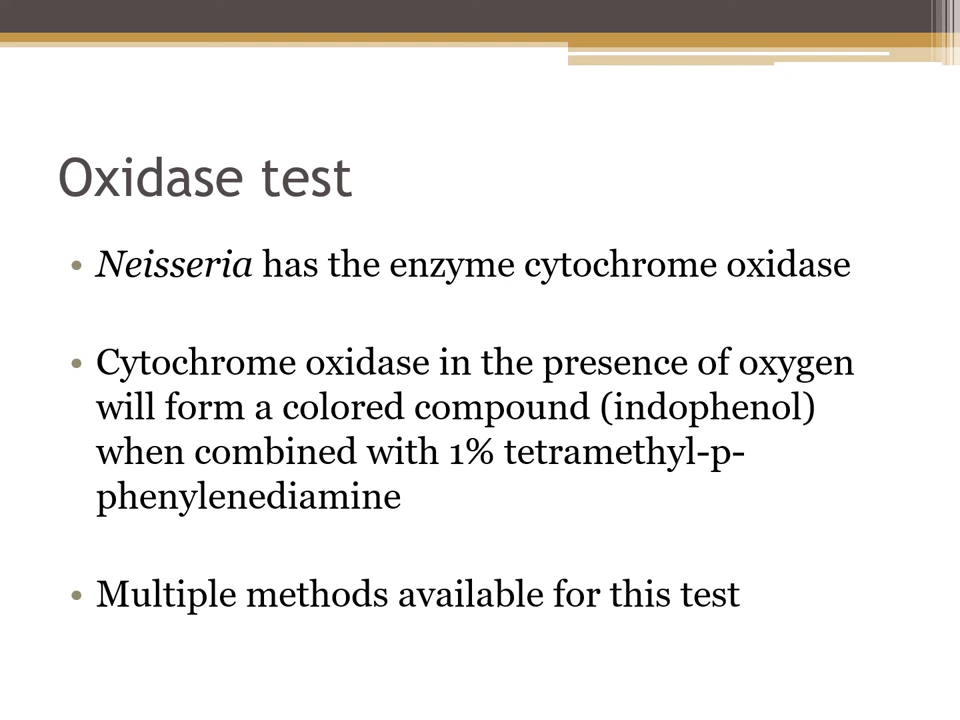 Oxidase test
• Neisseria has the enzyme cytochrome oxidase
• Cytochrome oxidase in the presence of oxygen
will form a colored compound (indophenol)
when combined with 1% tetramethyl-p-
phenylenediamine
• Multiple methods available for this test